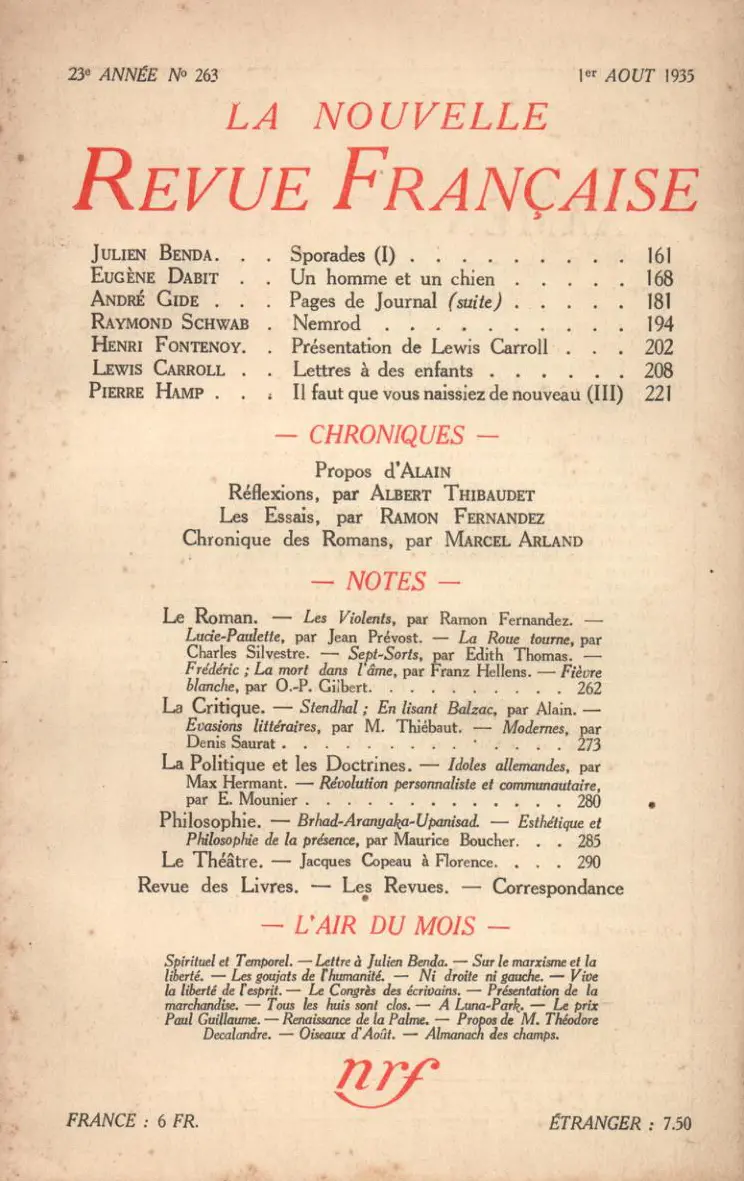 23e ANNÉE No 263 1er AOUT 1935
LA NOUVELLE
REVUE FRANÇAISE
JULIEN BENDA. . . Sporades (I) . . . . . . . . . 161
EUGÈNE DABIT . . Un homme et un chien . . . . . 168
ANDRÉ GIDE . . . Pages de Journal (suite) . . . . . 181
RAYMOND SCHWAB . Nemrod . . . . . . . . . . 194
HENRI FONTENOY. . Présentation de Lewis Carroll . . . 202
LEWIS CARROLL . . Lettres à des enfants . . . . . . 208
PIERRE HAMP . . . Il faut que vous naissiez de nouveau (III) 221
— CHRONIQUES —
Propos d'ALAIN
Réflexions, par ALBERT THIBAUDET
Les Essais, par RAMON FERNANDEZ
Chronique des Romans, par MARCEL ARLAND
— NOTES —
Le Roman. — Les Violents, par Ramon Fernandez. —
Lucie-Paulette, par Jean Prévost. — La Roue tourne, par
Charles Silvestre. — Sept-Sorts, par Edith Thomas. —
Frédéric ; La mort dans l'âme, par Franz Hellens. — Fièvre
blanche, par O.-P. Gilbert. . . . . . . . . . 262
La Critique. — Stendhal ; En lisant Balzac, par Alain. —
Evasions littéraires, par M. Thiébaut. — Modernes, par
Denis Saurat . . . . . . . . . . . . . 273
La Politique et les Doctrines. — Idoles allemandes, par
Max Hermant. — Révolution personnaliste et communautaire,
par E. Mounier . . . . . . . . . . . . 280
Philosophie. — Brhad-Aranyaka-Upanisad. — Esthétique et
Philosophie de la présence, par Maurice Boucher. . . 285
Le Théâtre. — Jacques Copeau à Florence. . . . 290
Revue des Livres. — Les Revues. — Correspondance
— L'AIR DU MOIS —
Spirituel et Temporel. — Lettre à Julien Benda. — Sur le marxisme et la
liberté. — Les goujats de l'humanité. — Ni droite ni gauche. — Vive
la liberté de l'esprit. — Le Congrès des écrivains. — Présentation de la
marchandise. — Tous les huis sont clos. — A Luna-Park. — Le prix
Paul Guillaume. — Renaissance de la Palme. — Propos de M. Théodore
Decalandre. — Oiseaux d'Août. — Almanach des champs.
nrf
FRANCE : 6 FR. ÉTRANGER : 7.50